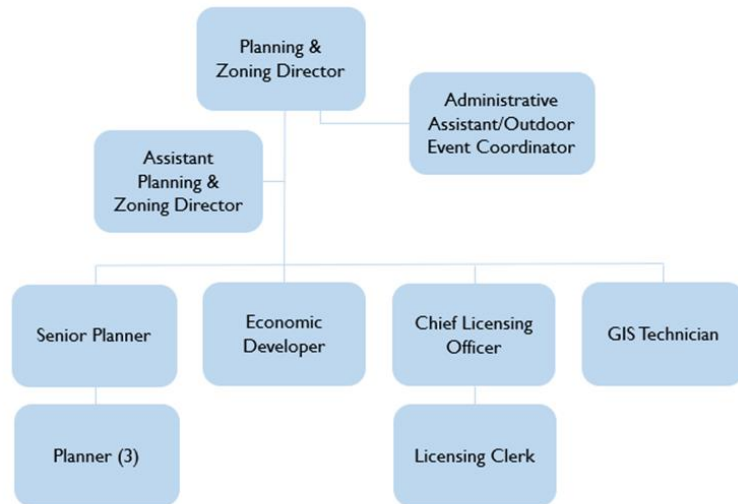 Planning &
Zoning Director
Administrative
Assistant/Outdoor
Event Coordinator
Assistant
Planning &
Zoning Director
Senior Planner
Economic
Developer
Chief Licensing
Officer
GIS Technician
Planner (3)
Licensing Clerk